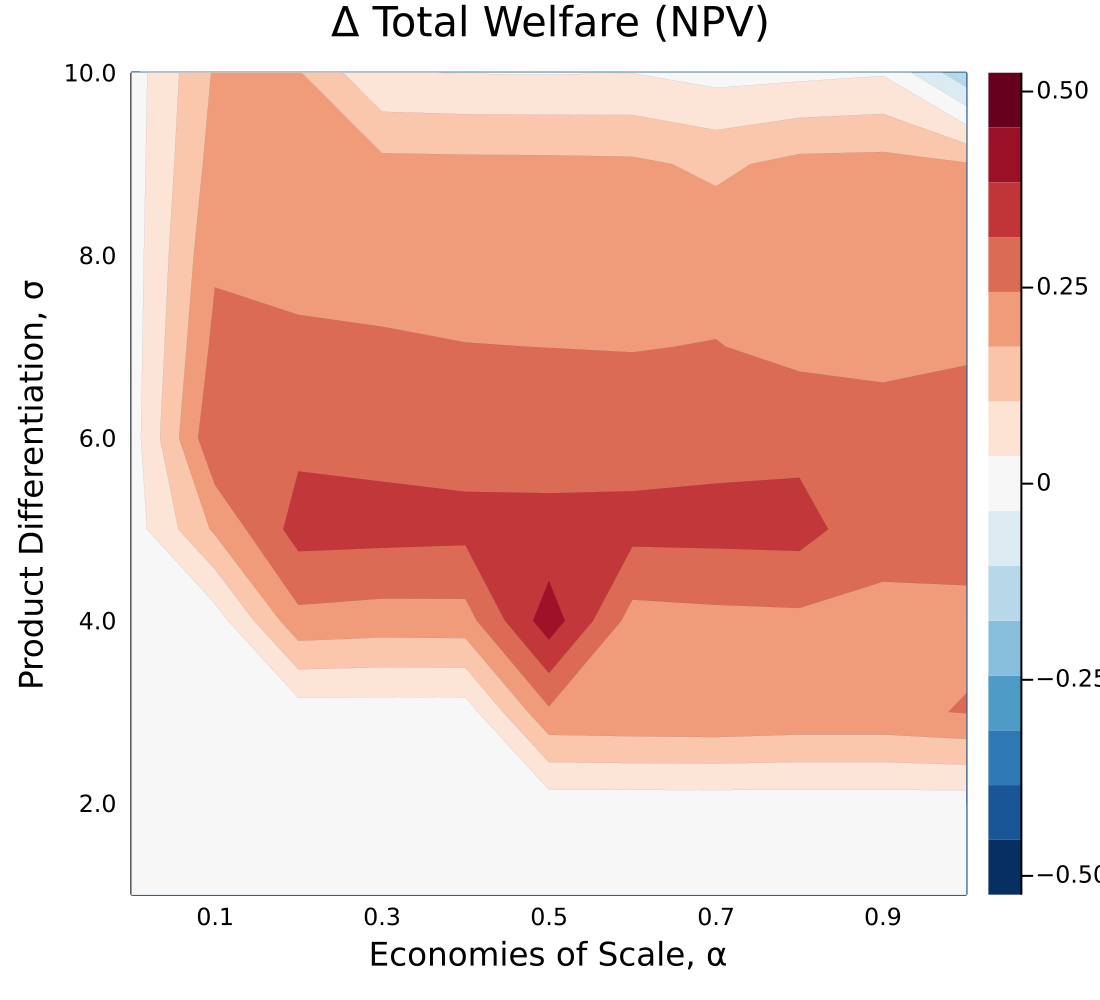 Δ Total Welfare (NPV)
10.0
8.0
6.0
4.0
2.0
Product Differentiation, σ
0.1 0.3 0.5 0.7 0.9
Economies of Scale, α
0.50
0.25
0
−0.25
−0.50